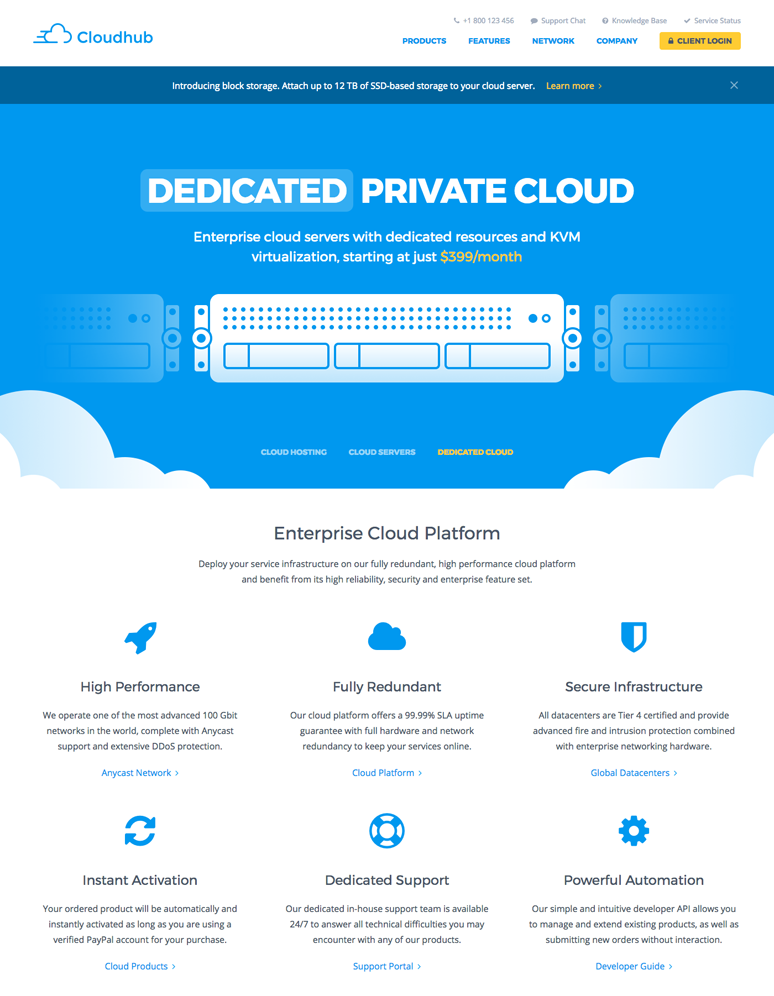 +1 800 123 456 Support Chat Knowledge Base Service Status
Cloudhub
PRODUCTS FEATURES NETWORK COMPANY CLIENT LOGIN
Introducing block storage. Attach up to 12 TB of SSD-based storage to your cloud server. Learn more
DEDICATED PRIVATE CLOUD
Enterprise cloud servers with dedicated resources and KVM
virtualization, starting at just $399/month
CLOUD HOSTING CLOUD SERVERS DEDICATED CLOUD
Enterprise Cloud Platform
Deploy your service infrastructure on our fully redundant, high performance cloud platform
and benefit from its high reliability, security and enterprise feature set.
High Performance
We operate one of the most advanced 100 Gbit
networks in the world, complete with Anycast
support and extensive DDoS protection.
Anycast Network
Fully Redundant
Our cloud platform offers a 99.99% SLA uptime
guarantee with full hardware and network
redundancy to keep your services online.
Cloud Platform
Secure Infrastructure
All datacenters are Tier 4 certified and provide
advanced fire and intrusion protection combined
with enterprise networking hardware.
Global Datacenters
Instant Activation
Your ordered product will be automatically and
instantly activated as long as you are using a
verified PayPal account for your purchase.
Cloud Products
Dedicated Support
Our dedicated in-house support team is available
24/7 to answer all technical difficulties you may
encounter with any of our products.
Support Portal
Powerful Automation
Our simple and intuitive developer API allows you
to manage and extend existing products, as well as
submitting new orders without interaction.
Developer Guide